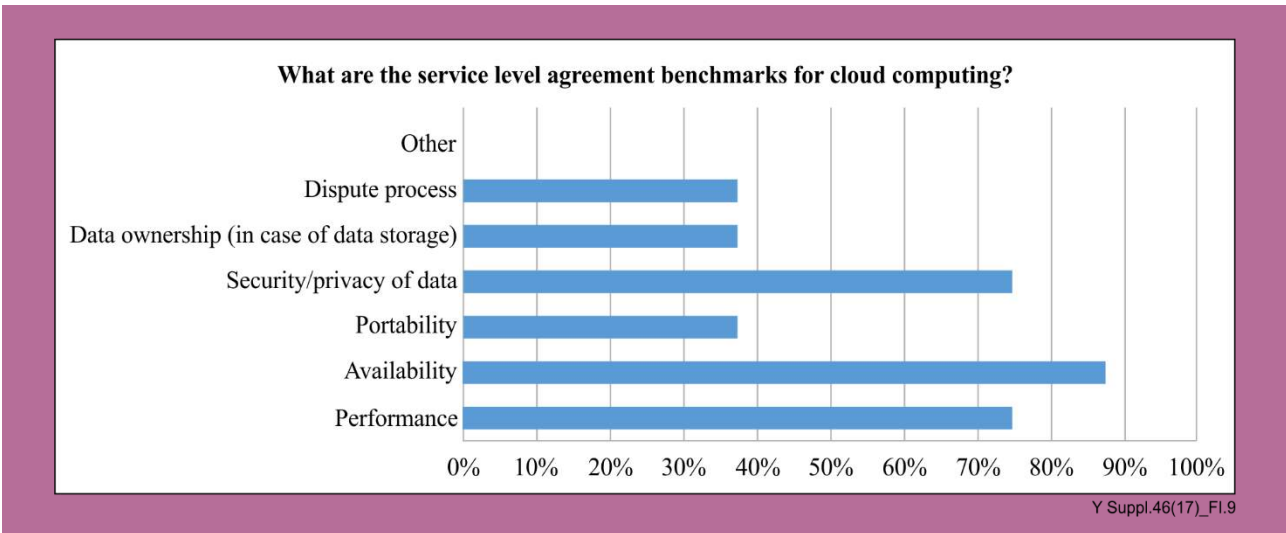 What are the service level agreement benchmarks for cloud computing?
Other
Dispute process
Data ownership (in case of data storage)
Security/privacy of data
Portability
Availability
Performance
0% 10% 20% 30% 40% 50% 60% 70% 80% 90% 100%
Y Suppl.46(17)_FI.9